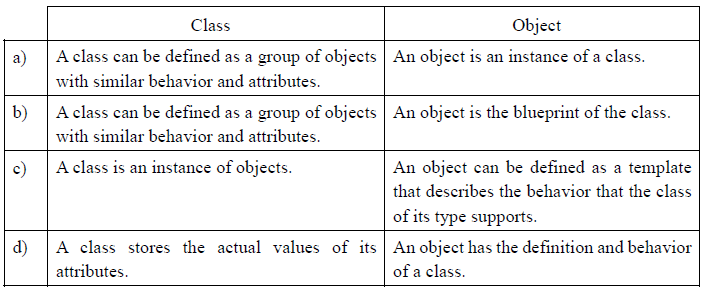 Class Object
a) A class can be defined as a group of objects An object is an instance of a class.
with similar behavior and attributes.
b) A class can be defined as a group of objects An object is the blueprint of the class.
with similar behavior and attributes.
c) A class is an instance of objects. An object can be defined as a template
that describes the behavior that the class
of its type supports.
d) A class stores the actual values of its An object has the definition and behavior
attributes. of a class.